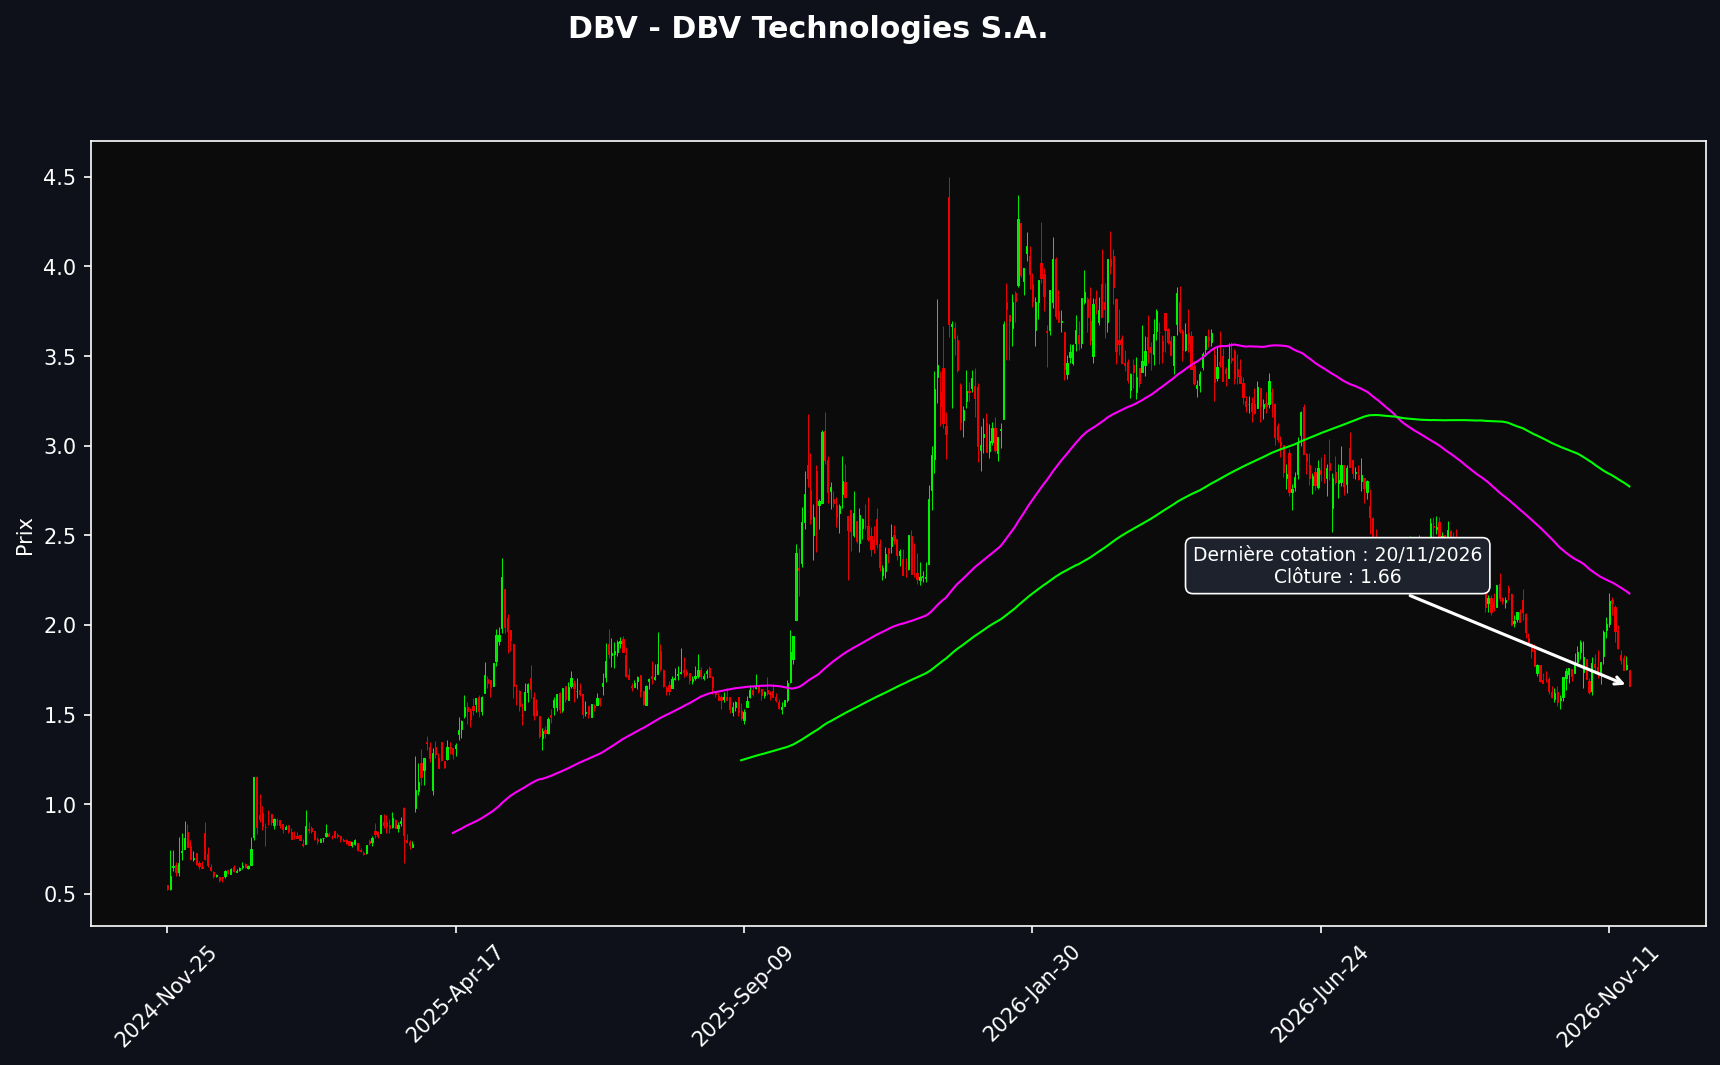 DBV - DBV Technologies S.A.
Prix
4.5
4.0
3.5
3.0
2.5
2.0
1.5
1.0
0.5
Dernière cotation : 20/11/2026
Clôture : 1.66
2024-Nov-25
2025-Apr-17
2025-Sep-09
2026-Jan-30
2026-Jun-24
2026-Nov-11